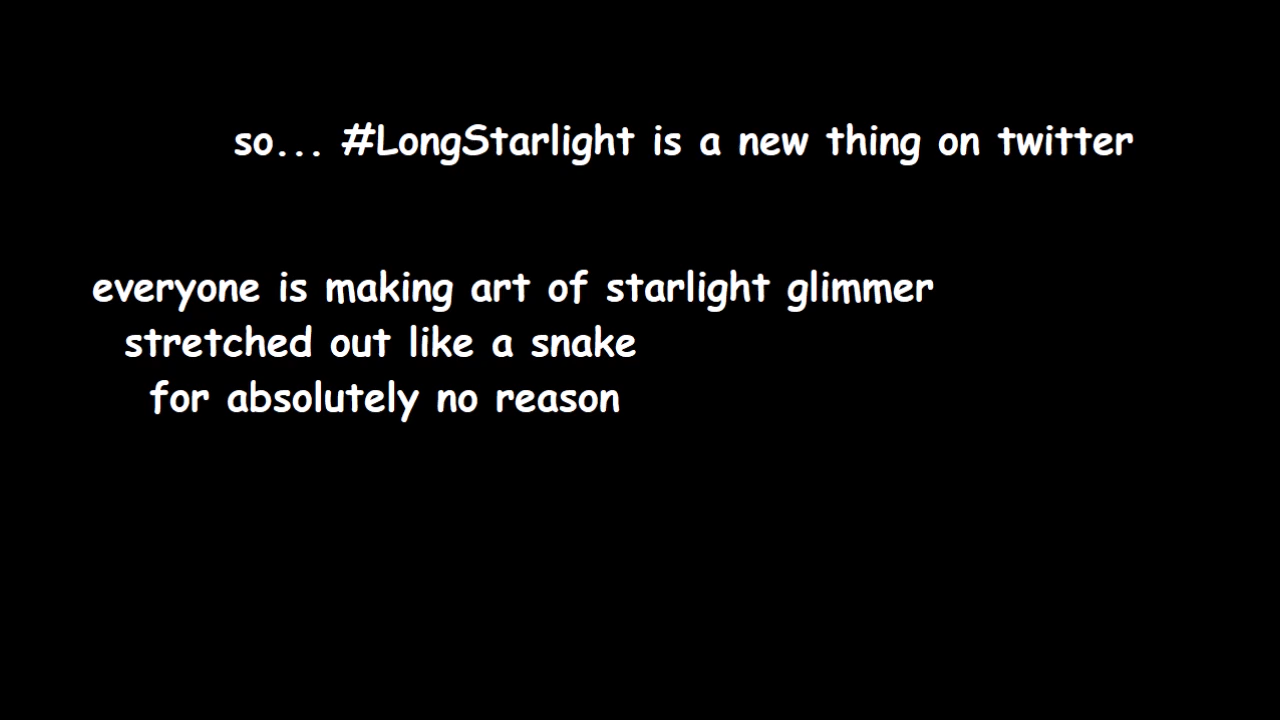 so... #LongStarlight is a new thing on twitter
everyone is making art of starlight glimmer
stretched out like a snake
for absolutely no reason